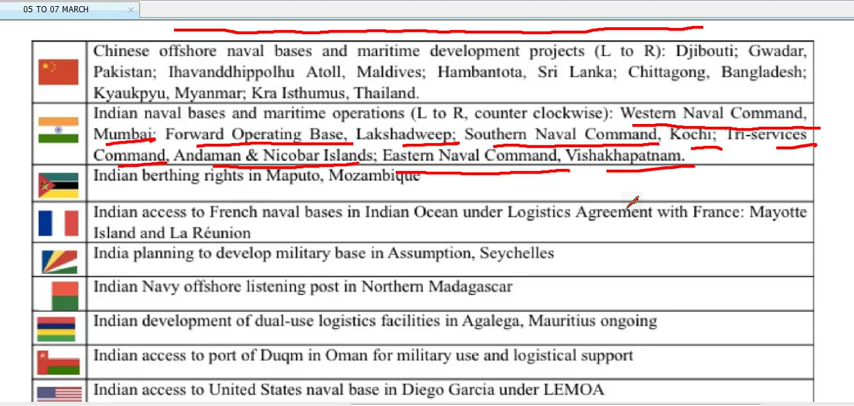 05 TO 07 MARCH
Chinese offshore naval bases and maritime development projects (L to R): Djibouti; Gwadar,
Pakistan; Ihavanddhippolhu Atoll, Maldives; Hambantota, Sri Lanka; Chittagong, Bangladesh;
Kyaukpyu, Myanmar; Kra Isthumus, Thailand.
Indian naval bases and maritime operations (L to R, counter clockwise): Western Naval Command,
Mumbai; Forward Operating Base, Lakshadweep; Southern Naval Command, Kochi; Tri-services
Command, Andaman & Nicobar Islands; Eastern Naval Command, Vishakhapatnam.
Indian berthing rights in Maputo, Mozambique
Indian access to French naval bases in Indian Ocean under Logistics Agreement with France: Mayotte
Island and La Réunion
India planning to develop military base in Assumption, Seychelles
Indian Navy offshore listening post in Northern Madagascar
Indian development of dual-use logistics facilities in Agalega, Mauritius ongoing
Indian access to port of Duqm in Oman for military use and logistical support
Indian access to United States naval base in Diego Garcia under LEMOA